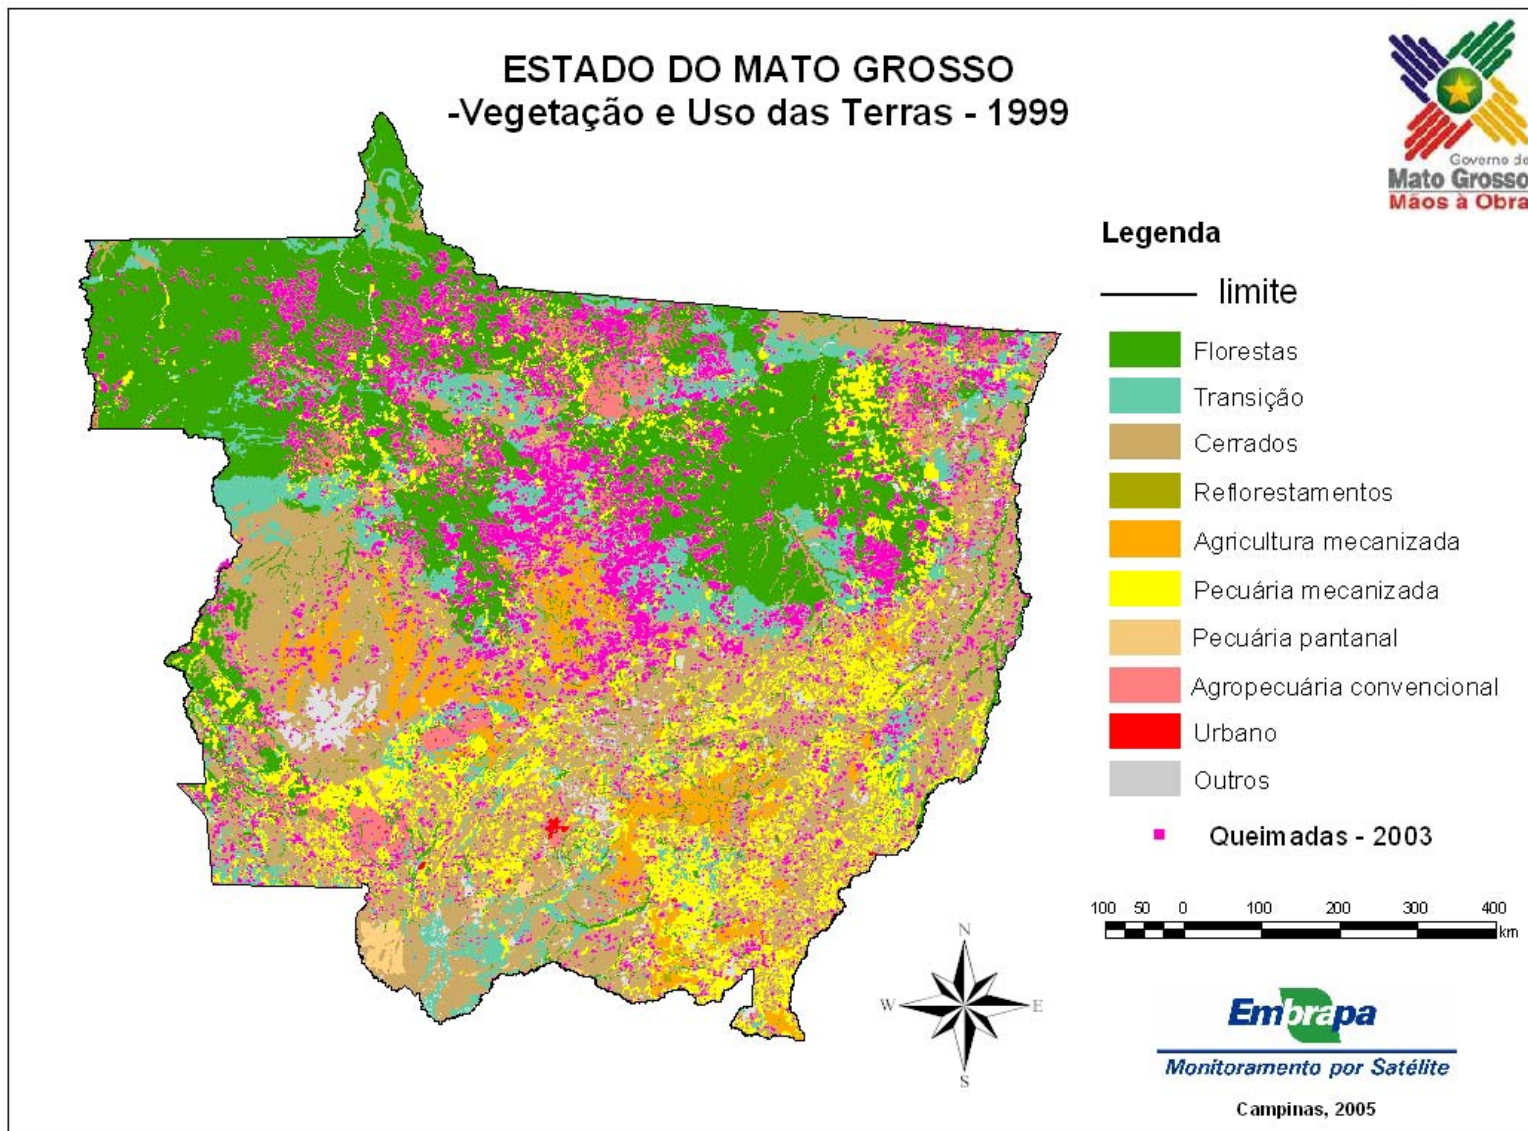 ESTADO DO MATO GROSSO
-Vegetação e Uso das Terras - 1999
Governo de
Mato Grosso
Mãos à Obra
Legenda
limite
Florestas
Transição
Cerrados
Reflorestamentos
Agricultura mecanizada
Pecuária mecanizada
Pecuária pantanal
Agropecuária convencional
Urbano
Outros
Queimadas - 2003
100 50 0 100 200 300 400
km
N
W E
S
Embrapa
Monitoramento por Satélite
Campinas, 2005